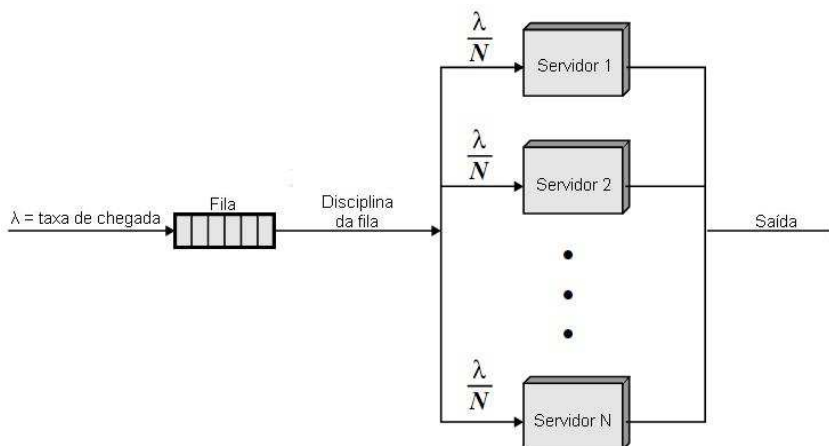 λ
N
Servidor 1
λ
N
Servidor 2
λ = taxa de chegada
Fila
Disciplina
da fila
Saída
λ
N
Servidor N